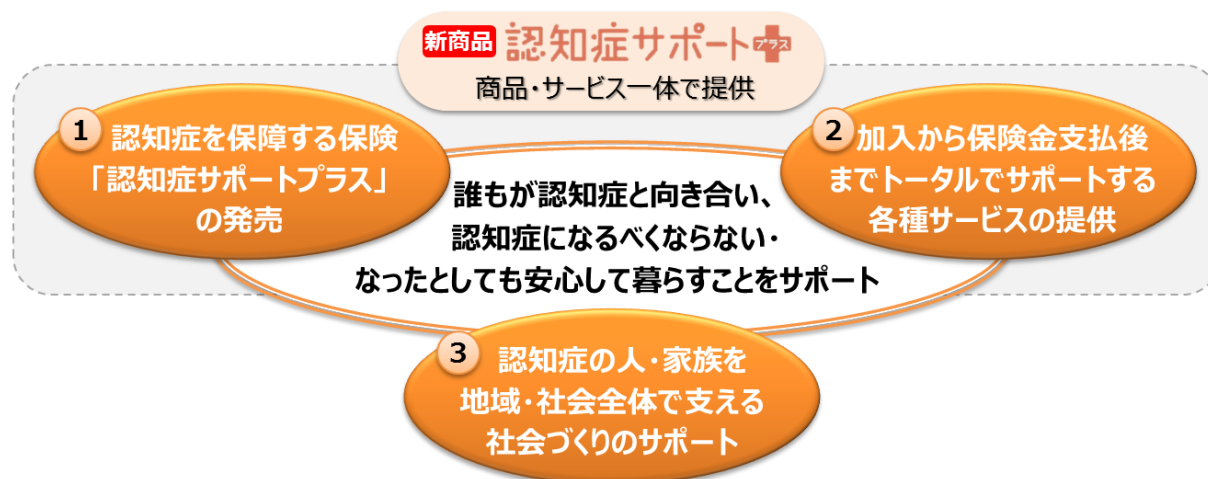 新商品 認知症サポートプラス
商品・サービス一体で提供
1 認知症を保障する保険
「認知症サポートプラス」
の発売
2 加入から保険金支払後
までトータルでサポートする
各種サービスの提供
誰もが認知症と向き合い、
認知症になるべくならない・
なったとしても安心して暮らすことをサポート
3 認知症の人・家族を
地域・社会全体で支える
社会づくりのサポート